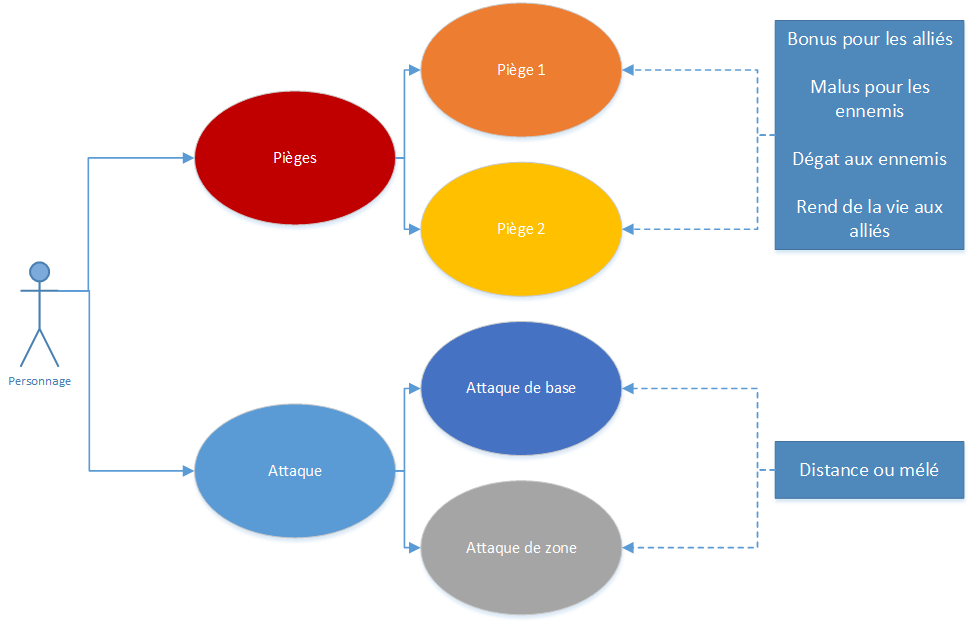 Piège 1
Bonus pour les alliés
Malus pour les
ennemis
Dégat aux ennemis
Rend de la vie aux
alliés
Pièges
Piège 2
Personnage
Attaque de base
Attaque
Distance ou mélé
Attaque de zone